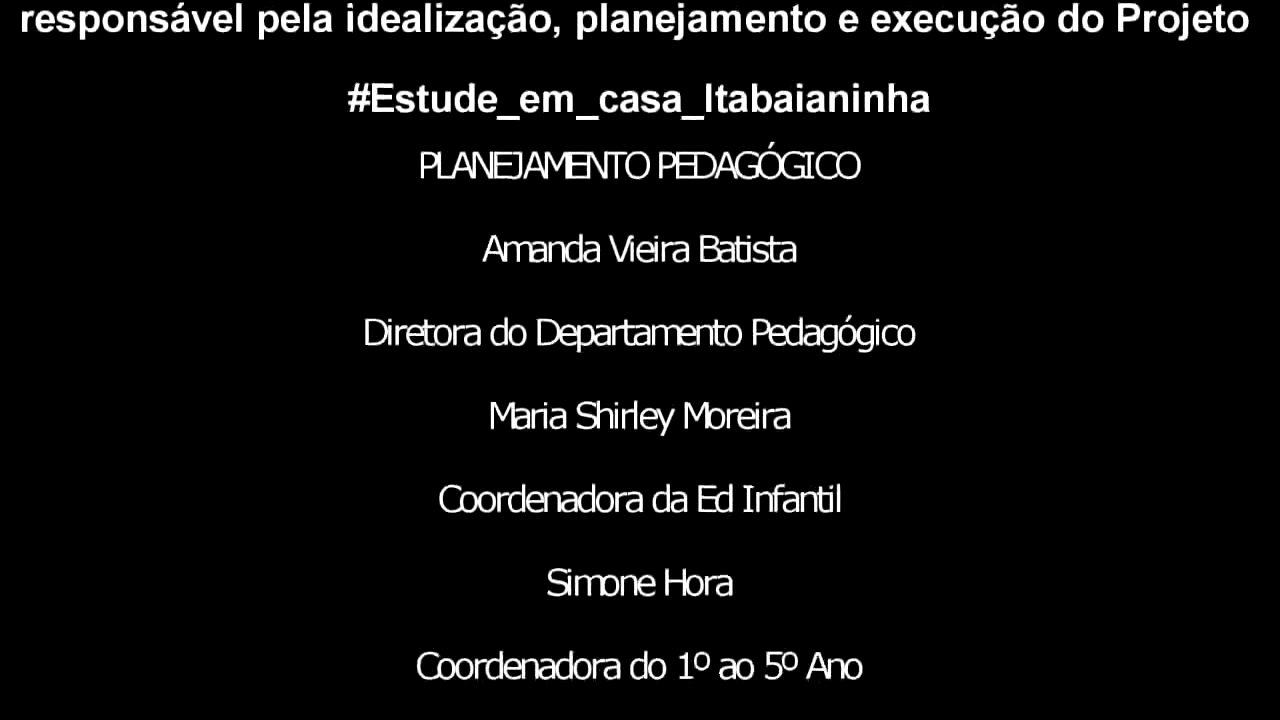 responsável pela idealização, planejamento e execução do Projeto
#Estude_em_casa_Itabaianinha
PLANEJAMENTO PEDAGÓGICO
Amanda Vieira Batista
Diretora do Departamento Pedagógico
Maria Shirley Moreira
Coordenadora da Ed Infantil
Simone Hora
Coordenadora do 1º ao 5º Ano